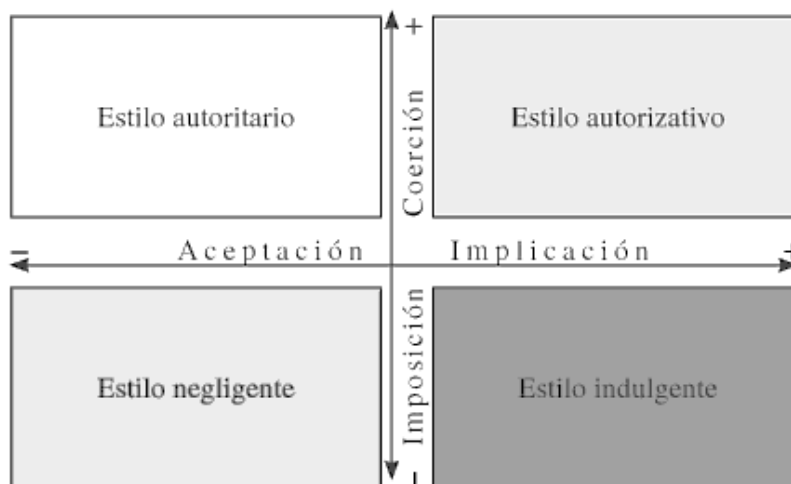 +
Estilo autoritario
Coerción
Estilo autorizativo
−
Aceptación
Implicación
+
Estilo negligente
Imposición
Estilo indulgente
−